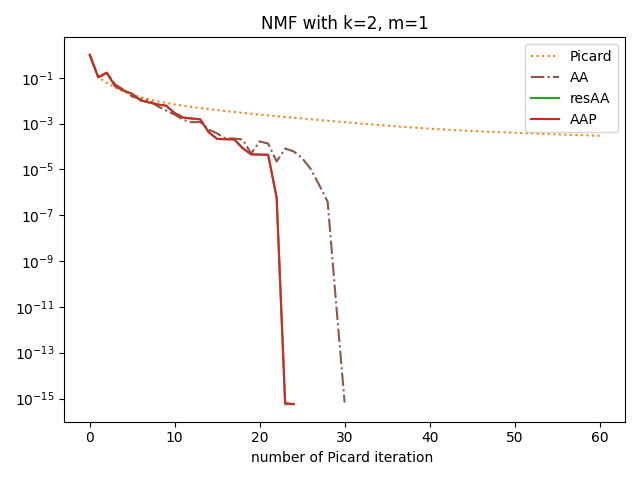 NMF with k=2, m=1
Picard
AA
resAA
AAP
10⁻¹
10⁻³
10⁻⁵
10⁻⁷
10⁻⁹
10⁻¹¹
10⁻¹³
10⁻¹⁵
0 10 20 30 40 50 60
number of Picard iteration